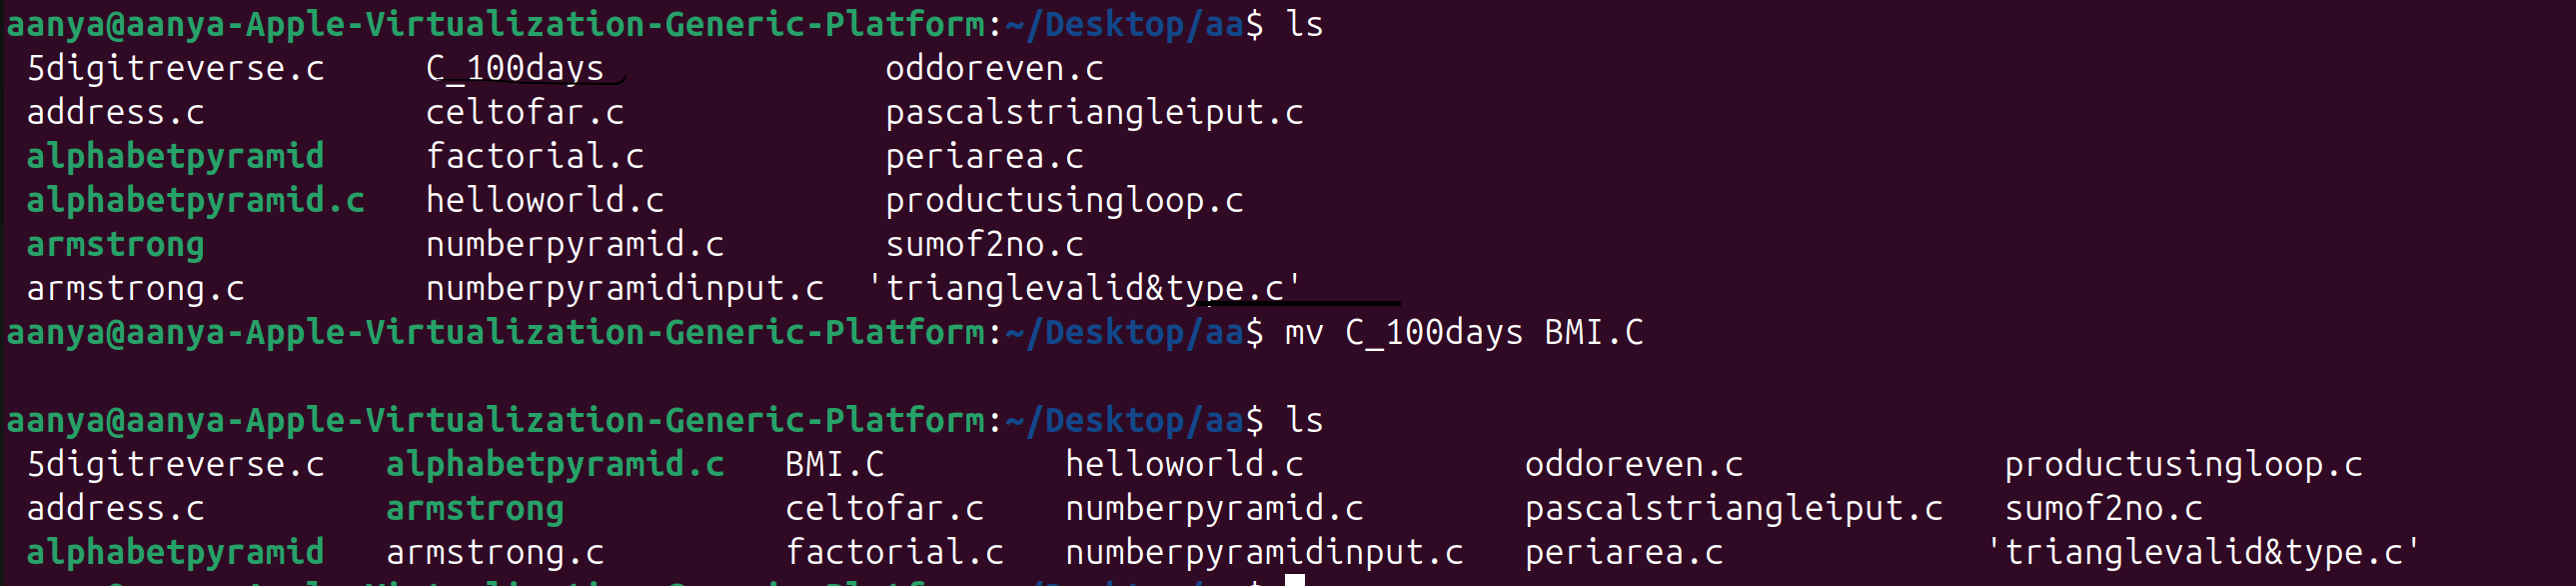 aanya@aanya-Apple-Virtualization-Generic-Platform:~/Desktop/aa$ ls
5digitreverse.c C_100days oddoreven.c
address.c celtofar.c pascalstriangleiput.c
alphabetpyramid factorial.c periarea.c
alphabetpyramid.c helloworld.c productusingloop.c
armstrong numberpyramid.c sumof2no.c
armstrong.c numberpyramidinput.c 'trianglevalid&type.c'
aanya@aanya-Apple-Virtualization-Generic-Platform:~/Desktop/aa$ mv C_100days BMI.C
aanya@aanya-Apple-Virtualization-Generic-Platform:~/Desktop/aa$ ls
5digitreverse.c alphabetpyramid.c BMI.C helloworld.c oddoreven.c productusingloop.c
address.c armstrong celtofar.c numberpyramid.c pascalstriangleiput.c sumof2no.c
alphabetpyramid armstrong.c factorial.c numberpyramidinput.c periarea.c 'trianglevalid&type.c'